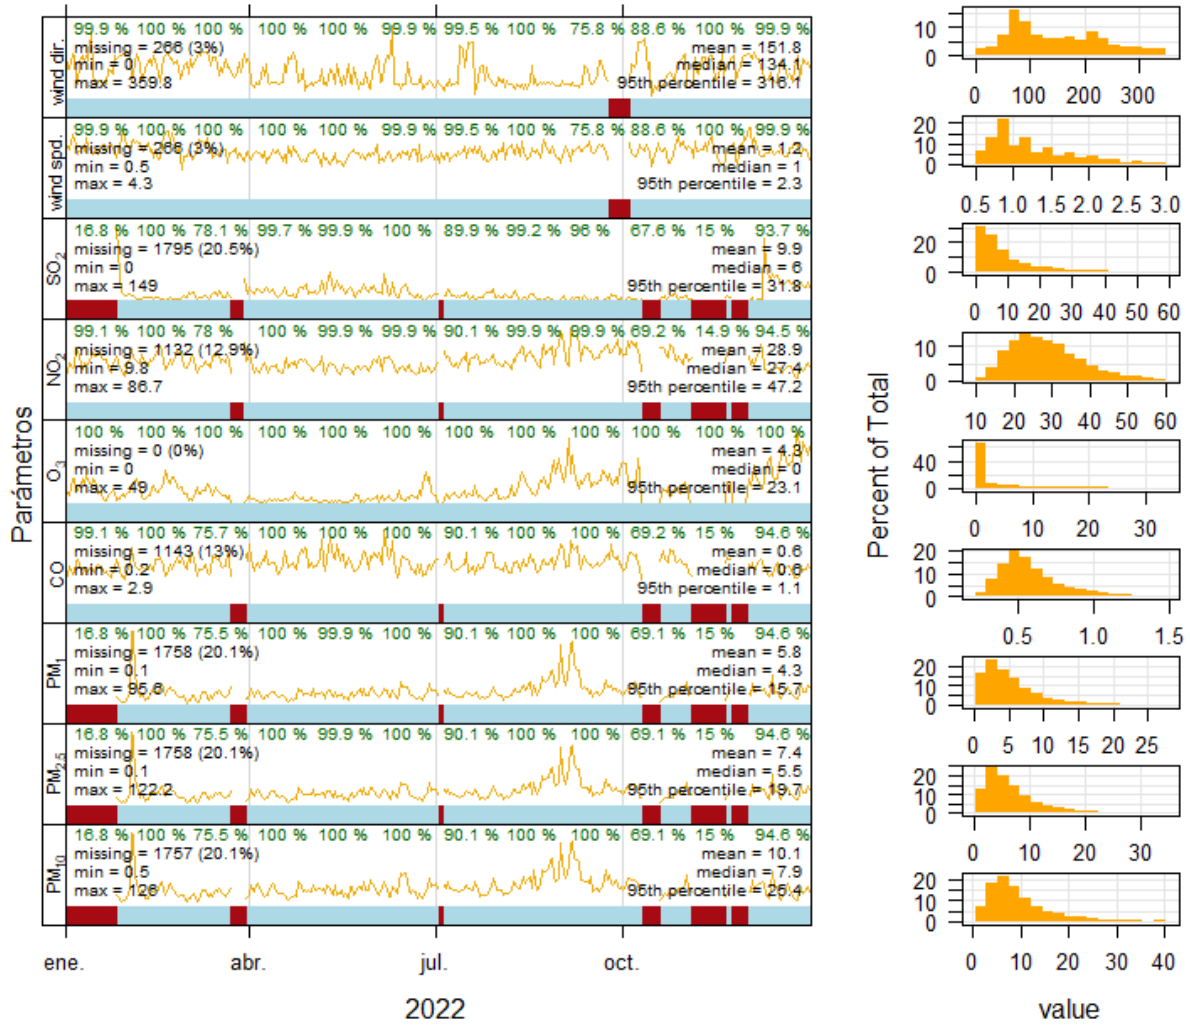 Parámetros
wind dir.
99.9 % 100 % 100 % 100 % 100 % 99.9 % 99.5 % 100 % 75.8 % 88.6 % 100 % 99.9 %
missing = 266 (3%)
min = 0
max = 359.8
mean = 151.8
median = 134.1
95th percentile = 316.1
wind spd.
99.9 % 100 % 100 % 100 % 100 % 99.9 % 99.5 % 100 % 75.8 % 88.6 % 100 % 99.9 %
missing = 266 (3%)
min = 0.5
max = 4.3
mean = 1.2
median = 1
95th percentile = 2.3
SO2
16.8 % 100 % 78.1 % 99.7 % 99.9 % 100 % 89.9 % 99.2 % 96 % 67.6 % 15 % 93.7 %
missing = 1795 (20.5%)
min = 0
max = 149
mean = 9.9
median = 6
95th percentile = 31.8
NO2
99.1 % 100 % 78 % 100 % 99.9 % 99.9 % 90.1 % 99.9 % 99.9 % 69.2 % 14.9 % 94.5 %
missing = 1132 (12.9%)
min = 9.8
max = 86.7
mean = 28.9
median = 27.4
95th percentile = 47.2
O3
100 % 100 % 100 % 100 % 100 % 100 % 100 % 100 % 100 % 100 % 100 % 100 %
missing = 0 (0%)
min = 0
max = 49
mean = 4.3
median = 0
95th percentile = 23.1
CO
99.1 % 100 % 75.7 % 100 % 100 % 100 % 90.1 % 100 % 100 % 69.2 % 15 % 94.6 %
missing = 1143 (13%)
min = 0.2
max = 2.9
mean = 0.6
median = 0.6
95th percentile = 1.1
PM1
16.8 % 100 % 75.5 % 100 % 99.9 % 100 % 90.1 % 100 % 100 % 69.1 % 15 % 94.6 %
missing = 1758 (20.1%)
min = 0.1
max = 95.6
mean = 5.8
median = 4.3
95th percentile = 15.7
PM2.5
16.8 % 100 % 75.5 % 100 % 99.9 % 100 % 90.1 % 100 % 100 % 69.1 % 15 % 94.6 %
missing = 1758 (20.1%)
min = 0.1
max = 122.2
mean = 7.4
median = 5.5
95th percentile = 19.7
PM10
16.8 % 100 % 75.5 % 100 % 100 % 100 % 90.1 % 100 % 100 % 69.1 % 15 % 94.6 %
missing = 1757 (20.1%)
min = 0.5
max = 126
mean = 10.1
median = 7.9
95th percentile = 25.4
ene. abr. jul. oct.
2022
Percent of Total
10
0
0 100 200 300
20
10
0
0.5 1.0 1.5 2.0 2.5 3.0
20
0
0 10 20 30 40 50 60
10
0
10 20 30 40 50 60
40
0
0 10 20 30
20
10
0
0.5 1.0 1.5
20
10
0
0 5 10 15 20 25
20
10
0
0 10 20 30
20
10
0
0 10 20 30 40
value